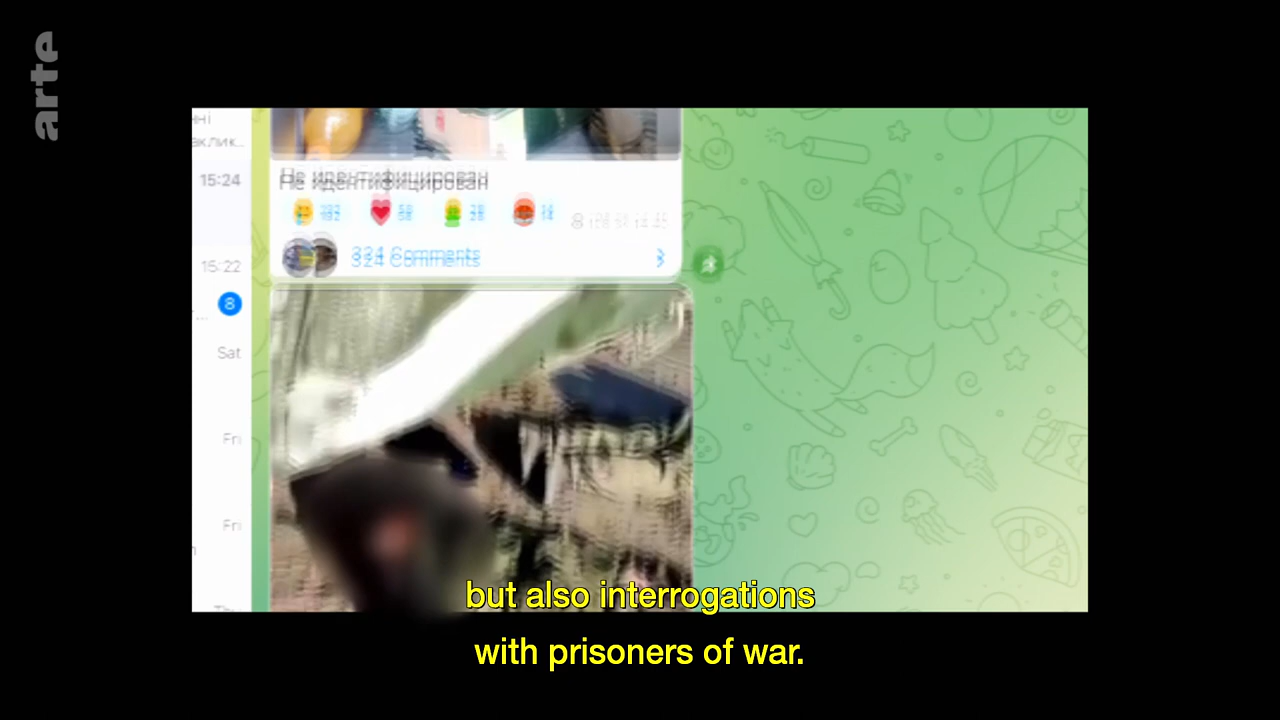 arte
аклик...
15:24
Не идентифицирован
324 Comments
15:22
8
Sat
Fri
Fri
but also interrogations
with prisoners of war.